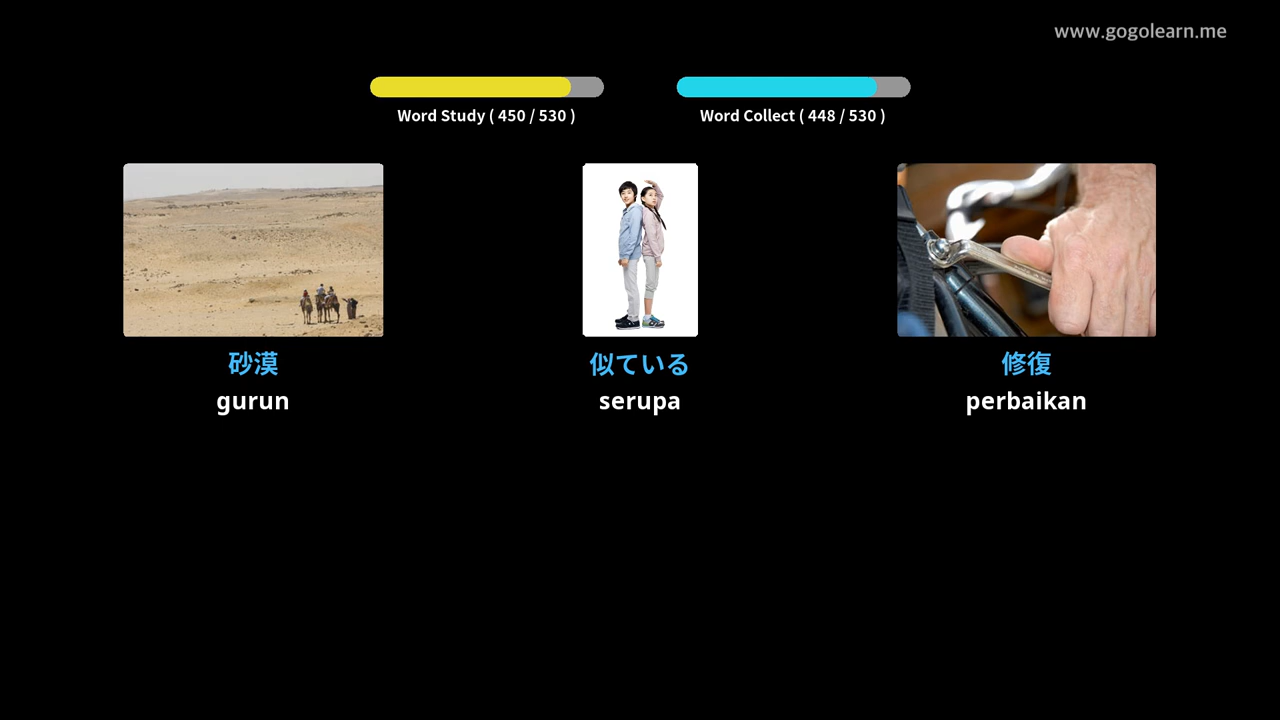 www.gogolearn.me
Word Study ( 450 / 530 )
Word Collect ( 448 / 530 )
砂漠
gurun
似ている
serupa
修復
perbaikan